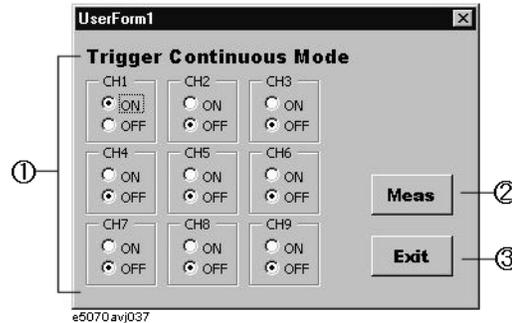 UserForm1
Trigger Continuous Mode
CH1 CH2 CH3
ON ON ON
OFF OFF OFF
①
CH4 CH5 CH6
ON ON ON
OFF OFF OFF
Meas ②
CH7 CH8 CH9
ON ON ON
OFF OFF OFF
Exit ③
e5070avj037